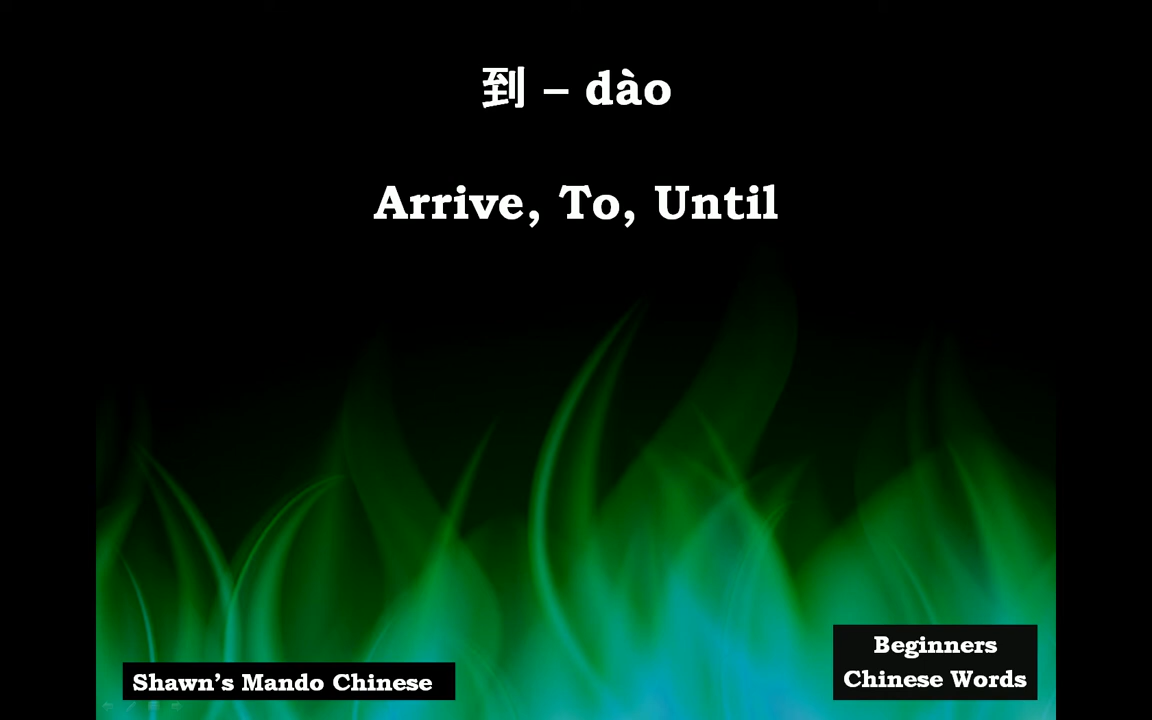 到 – dào
Arrive, To, Until
Shawn's Mando Chinese
Beginners
Chinese Words